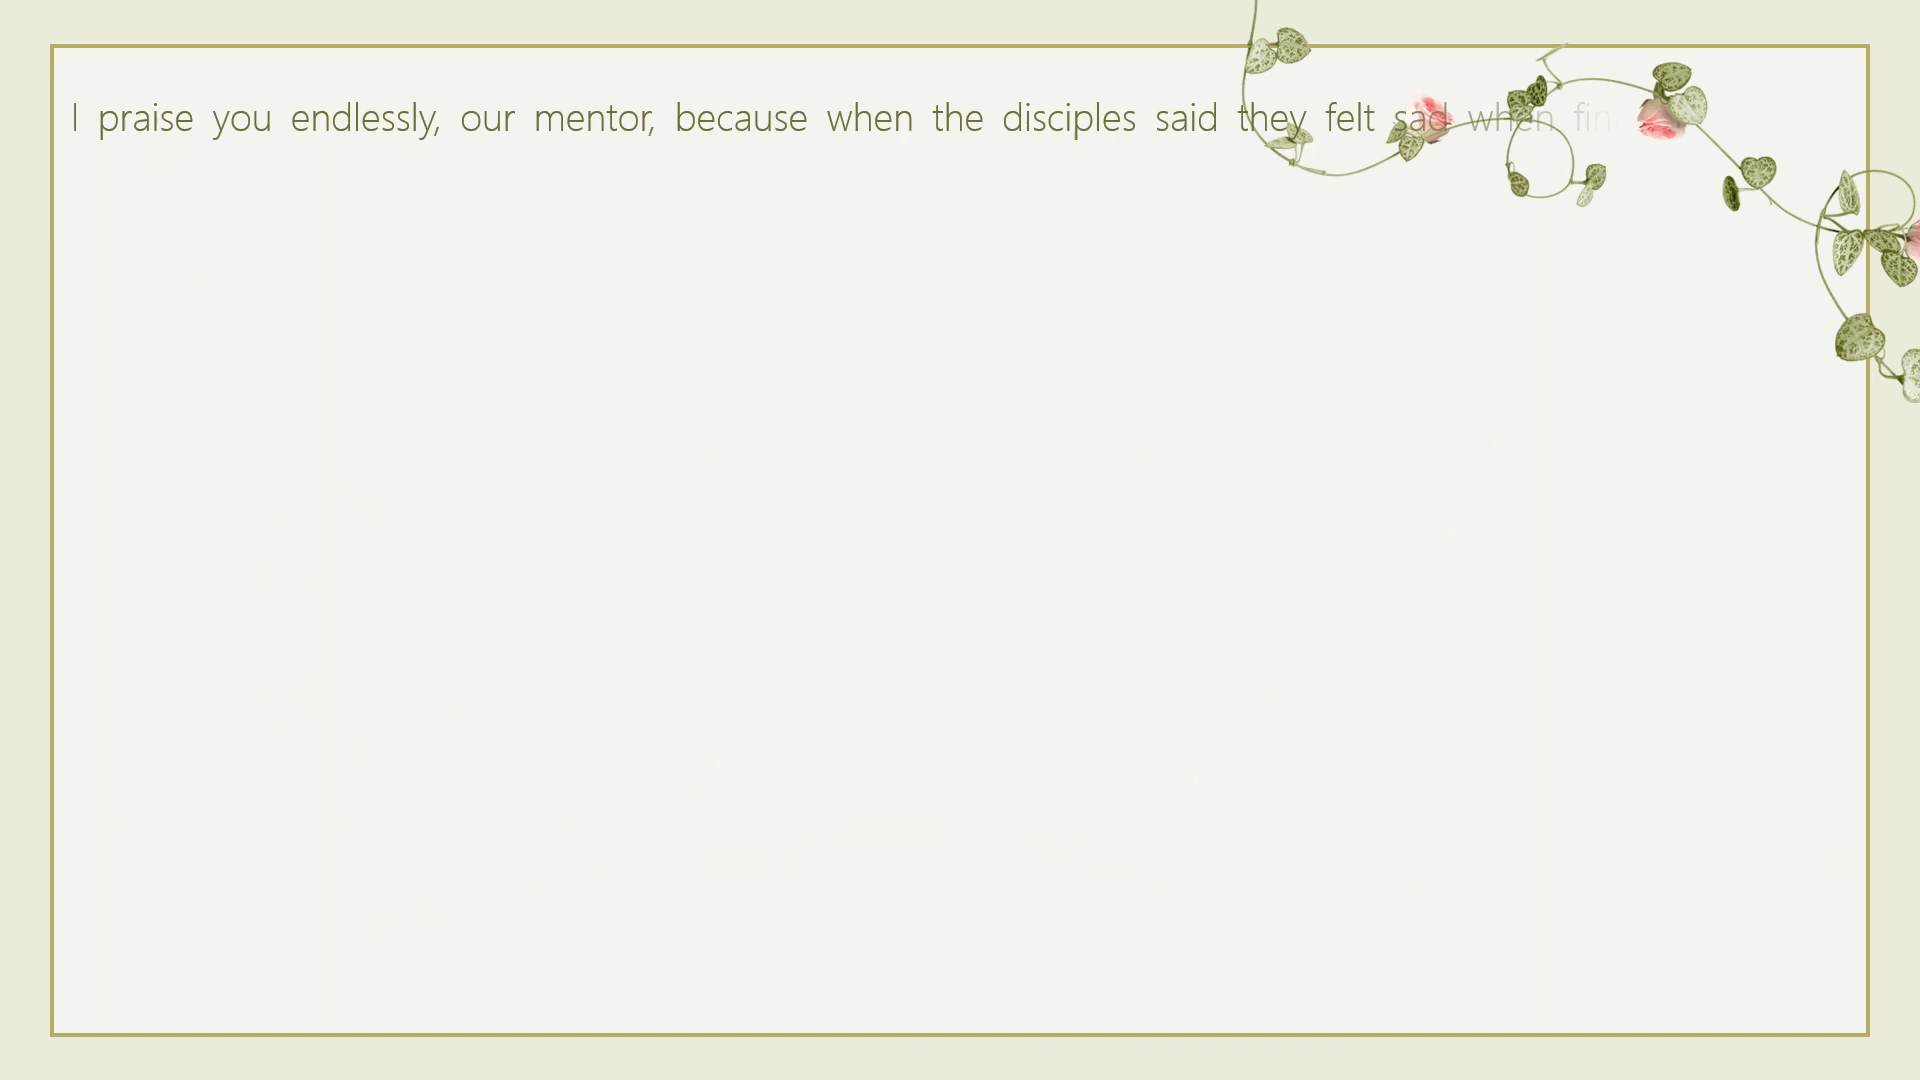 I praise you endlessly, our mentor, because when the disciples said they felt sad when